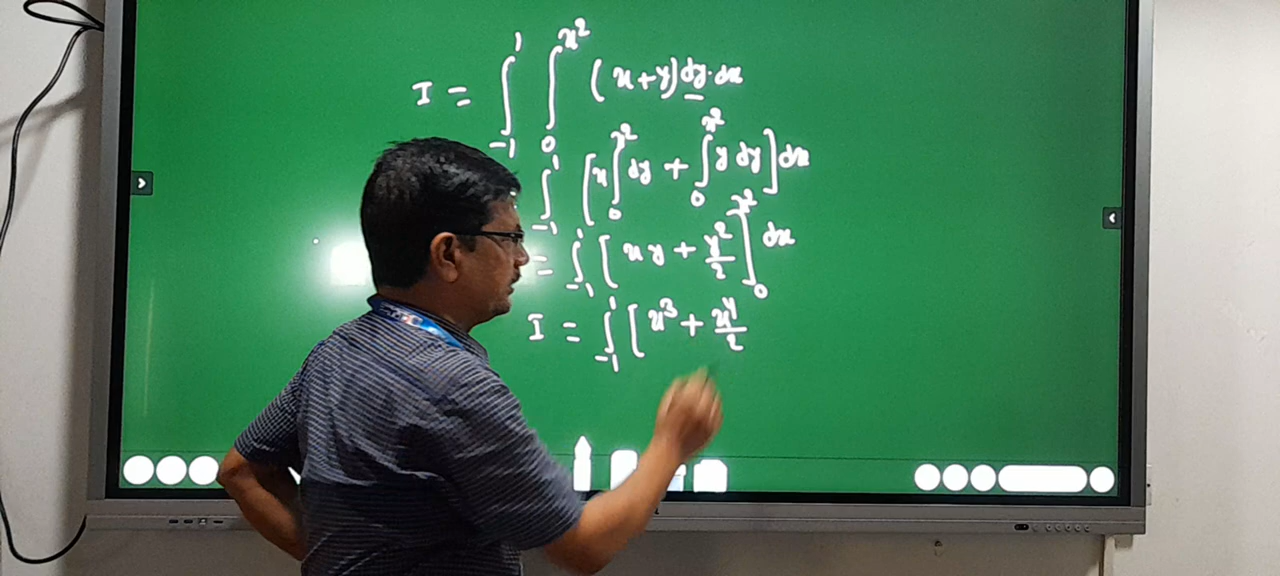 I = ∫_{-1}^{1} ∫_{0}^{x²} (x+y) dy·dx
∫_{-1}^{1} [x ∫_{0}^{x²} dy + ∫_{0}^{x²} y dy] dx
= ∫_{-1}^{1} [xy + y²/2]_{0}^{x²} dx
I = ∫_{-1}^{1} [x³ + x⁴/2